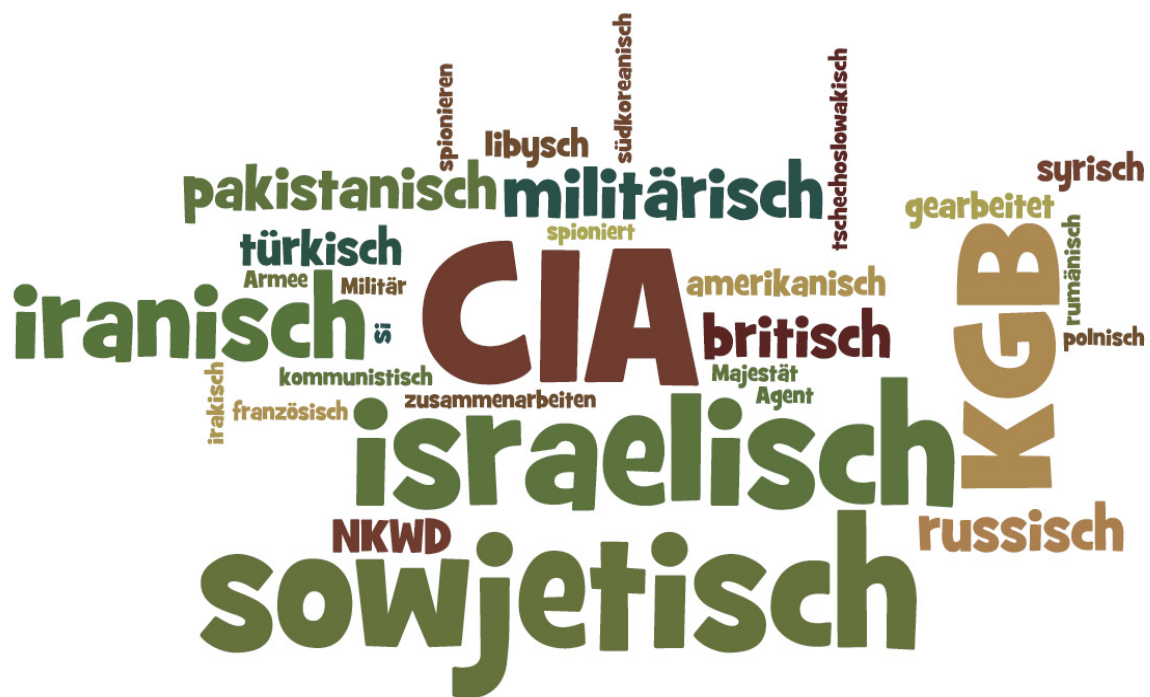 südkoreanisch
tschechoslowakisch
spionieren
libysch
syrisch
pakistanisch
militärisch
gearbeitet
türkisch
spioniert
rumänisch
Armee
Militär
CIA
amerikanisch
KGB
iranisch
si
britisch
polnisch
kommunistisch
Majestät
irakisch
französisch
zusammenarbeiten
Agent
israelisch
NKWD
russisch
sowjetisch